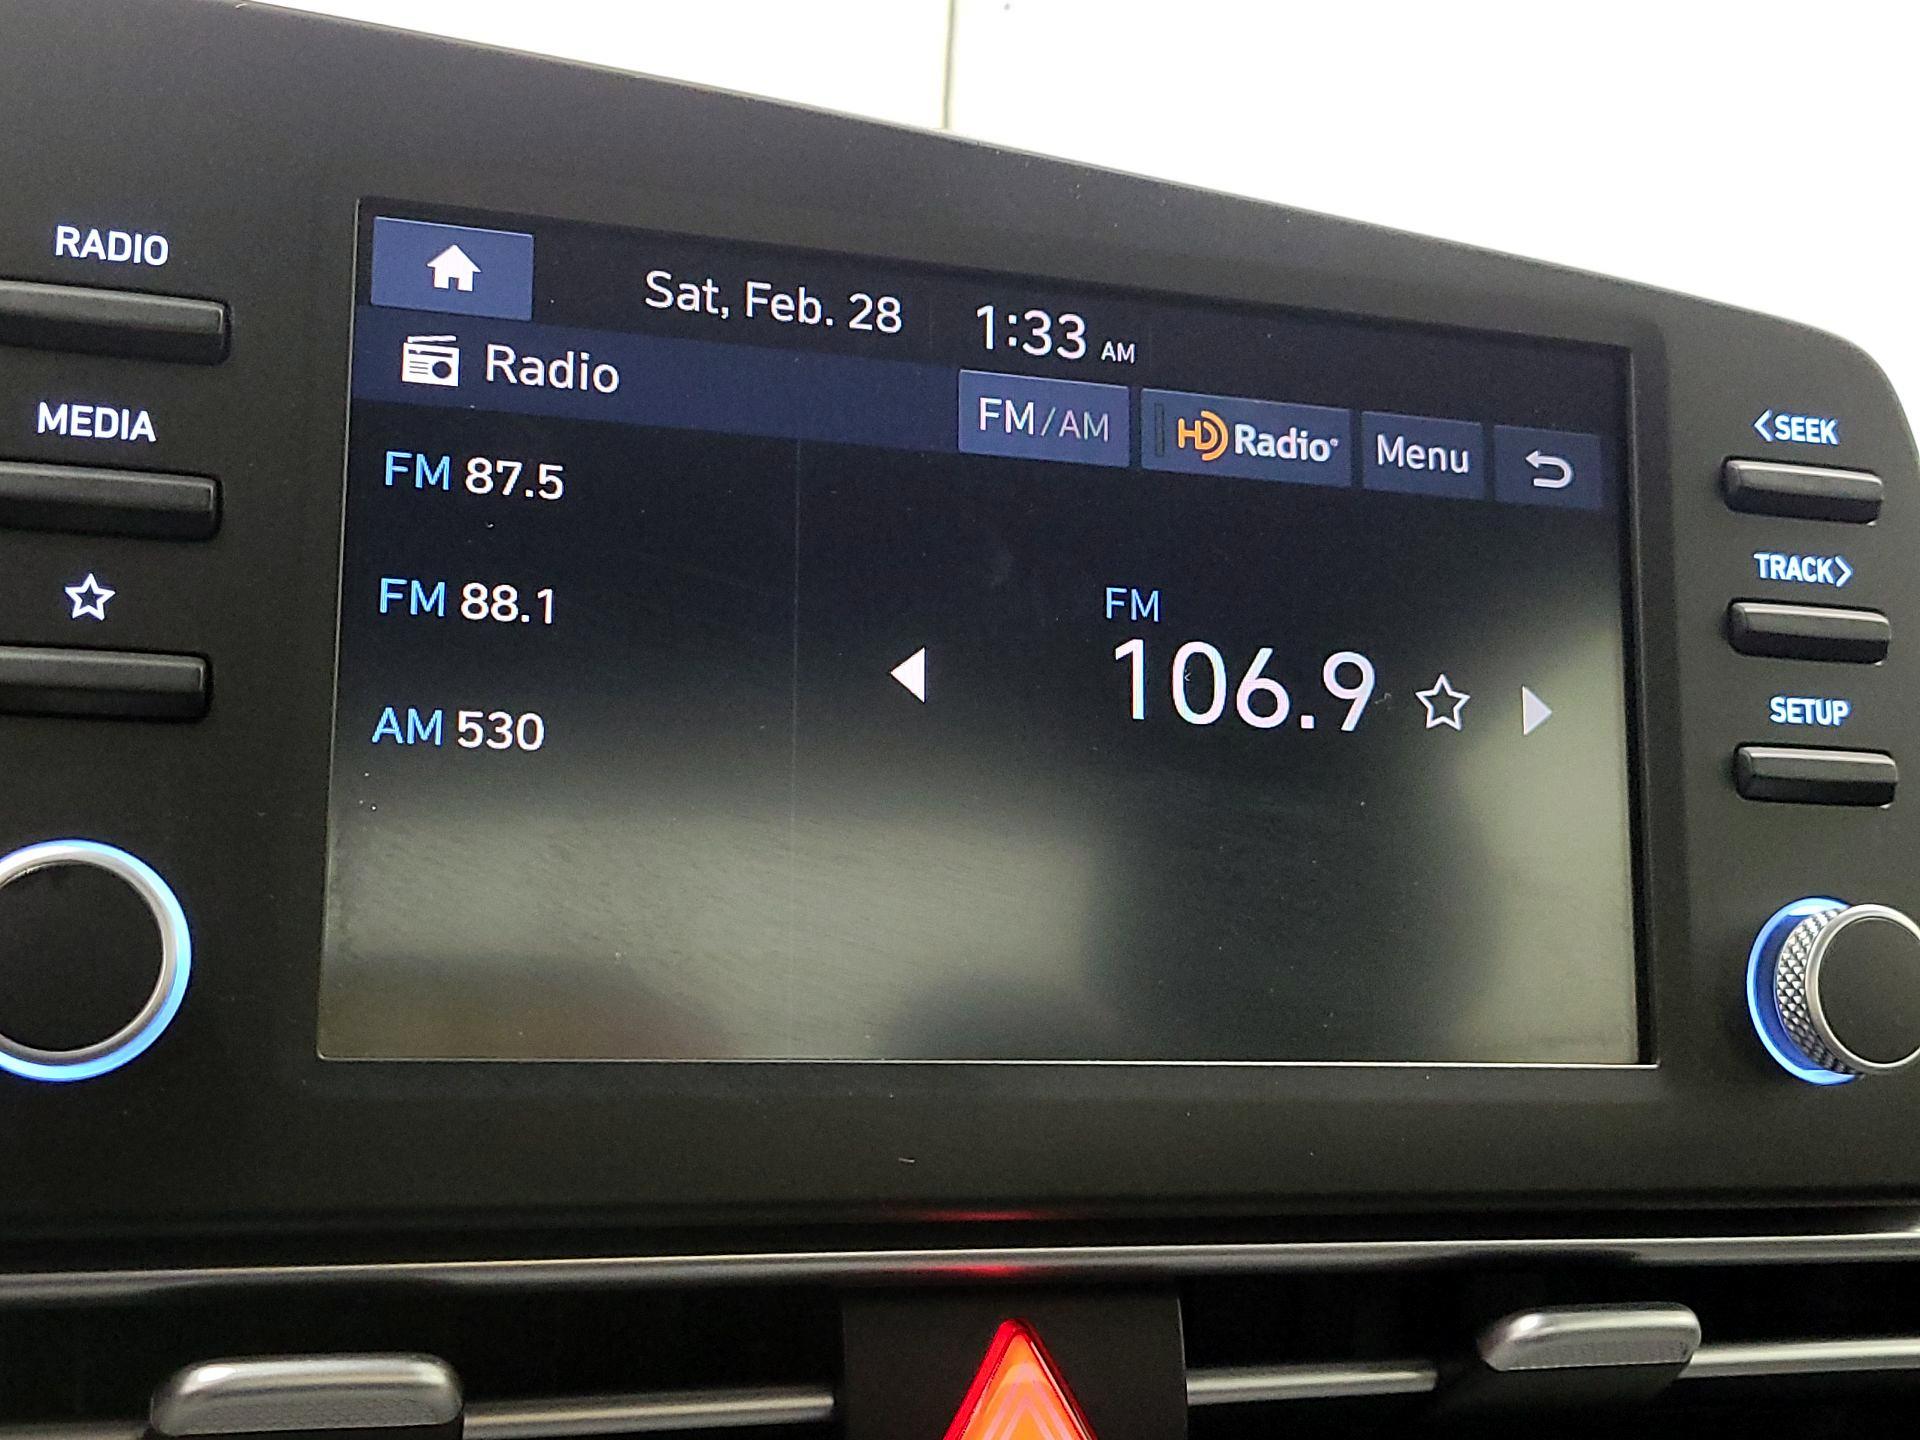 RADIO
MEDIA
Sat, Feb. 28 1:33 AM
Radio
FM/AM HD Radio® Menu
FM 87.5
FM 88.1
AM 530
FM
106.9
<SEEK
TRACK>
SETUP